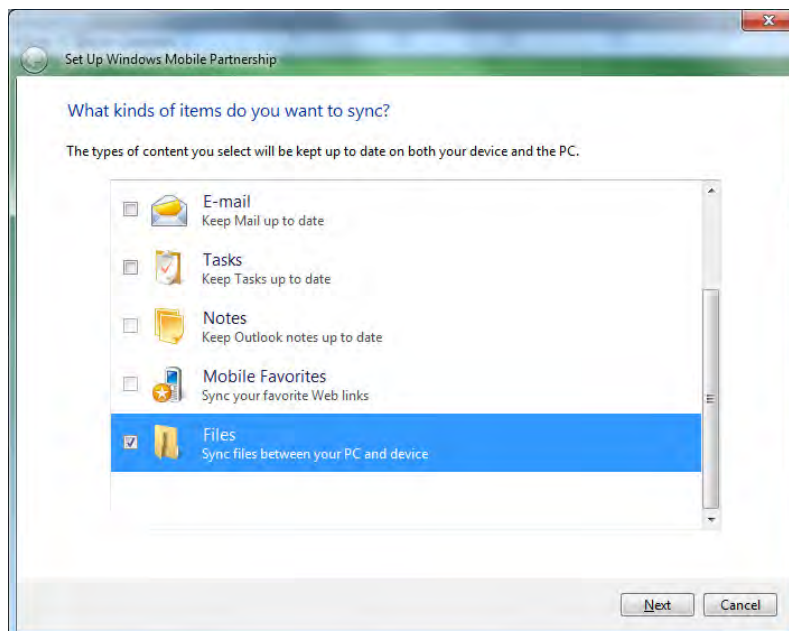 Set Up Windows Mobile Partnership
What kinds of items do you want to sync?
The types of content you select will be kept up to date on both your device and the PC.
E-mail
Keep Mail up to date
Tasks
Keep Tasks up to date
Notes
Keep Outlook notes up to date
Mobile Favorites
Sync your favorite Web links
Files
Sync files between your PC and device
Next Cancel